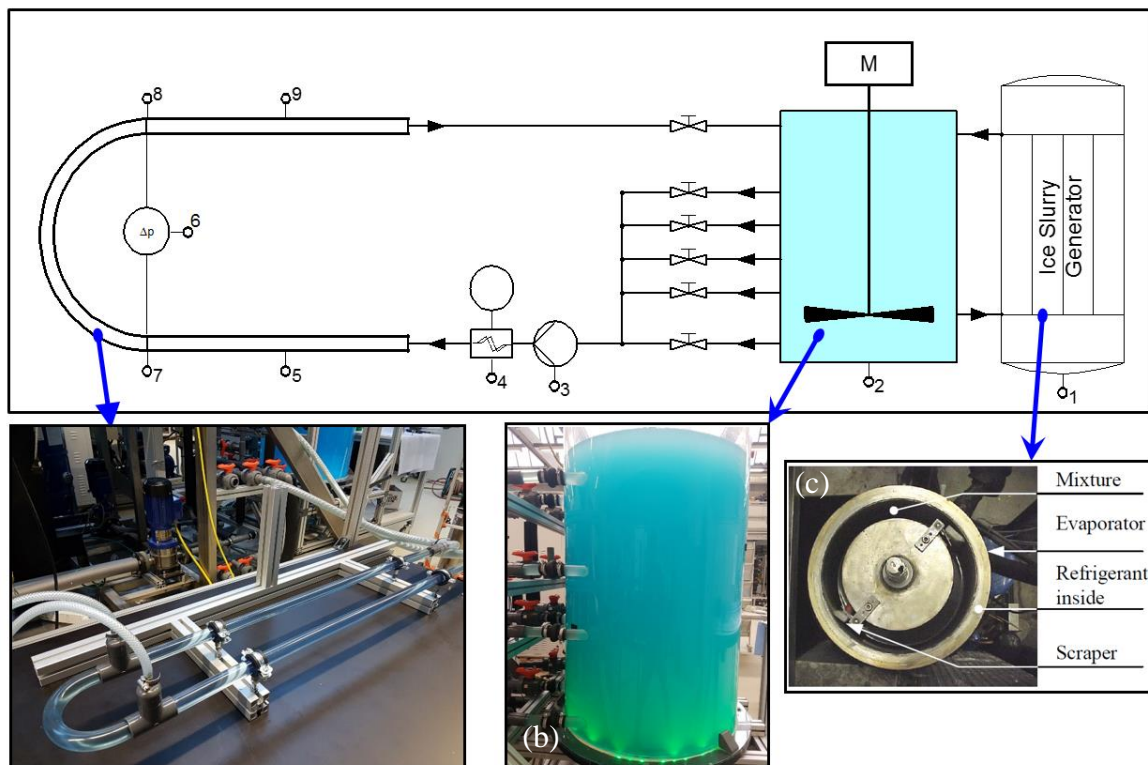 M
8
9
6
Δp
Ice Slurry
Generator
7
5
4
3
2
1
(b)
(c)
Mixture
Evaporator
Refrigerant
inside
Scraper